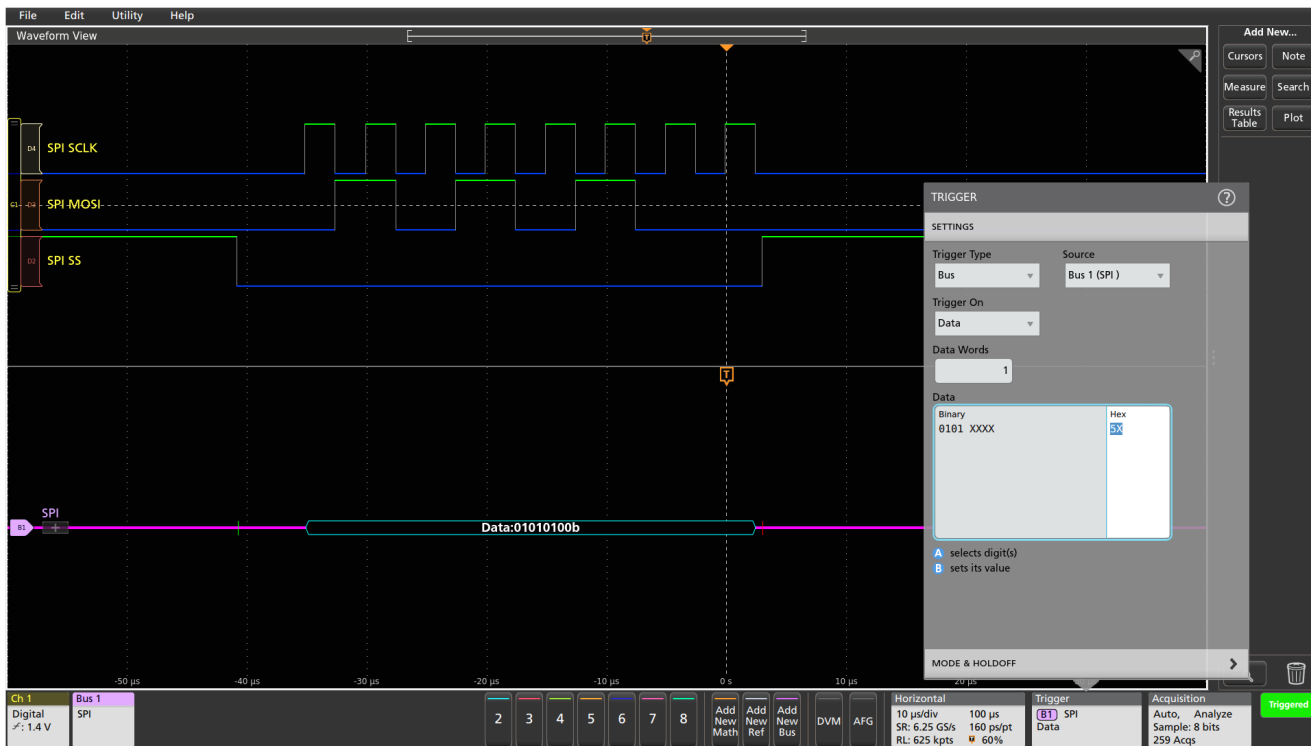 File Edit Utility Help
Waveform View
Add New...
Cursors Note
Measure Search
Results Table Plot
D4 SPI SCLK
C1 D3 SPI MOSI
D2 SPI SS
T
T
B1 SPI
+
Data:01010100b
-50 µs -40 µs -30 µs -20 µs -10 µs 0 s 10 µs 20 µs
TRIGGER ?
SETTINGS
Trigger Type Source
Bus Bus 1 (SPI )
Trigger On
Data
Data Words
1
Data
Binary Hex
0101 XXXX 5X
A selects digit(s)
B sets its value
MODE & HOLDOFF
Ch 1
Digital
: 1.4 V
Bus 1
SPI
2 3 4 5 6 7 8
Add New Math
Add New Ref
Add New Bus
DVM AFG
Horizontal
10 µs/div 100 µs
SR: 6.25 GS/s 160 ps/pt
RL: 625 kpts 60%
Trigger
B1 SPI
Data
Acquisition
Auto, Analyze
Sample: 8 bits
259 Acqs
Triggered